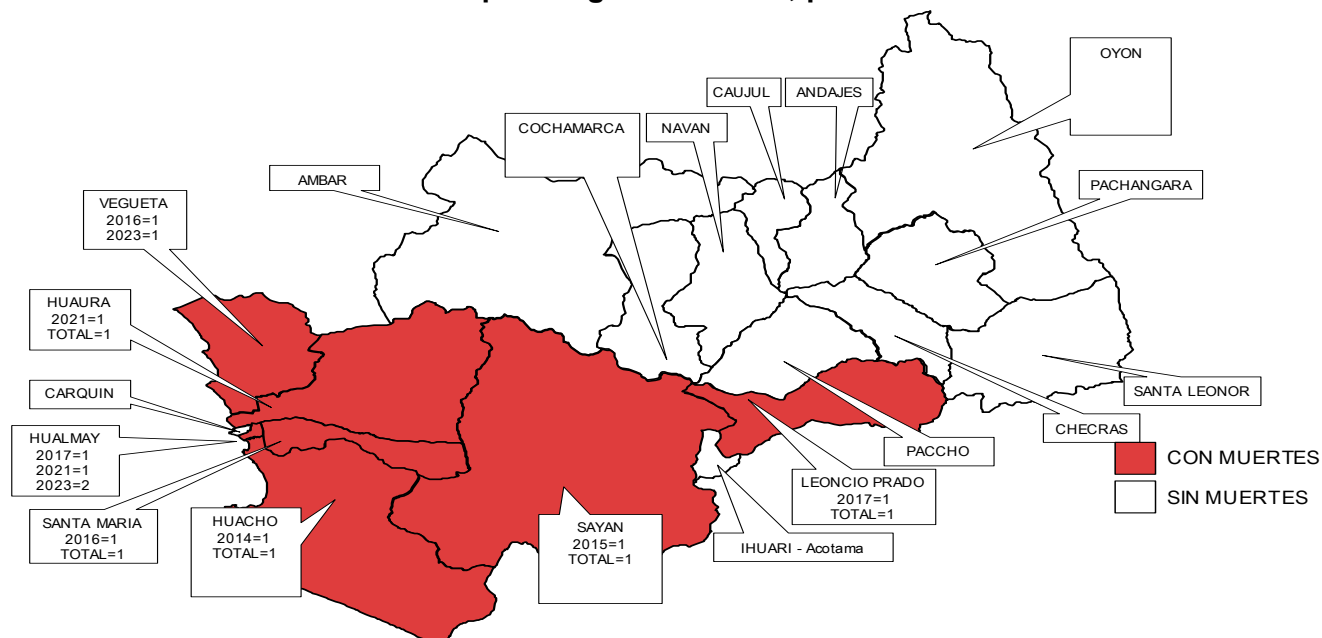 OYON
CAUJUL
ANDAJES
COCHAMARCA
NAVAN
AMBAR
PACHANGARA
VEGUETA
2016=1
2023=1
HUAURA
2021=1
TOTAL=1
CARQUIN
SANTA LEONOR
HUALMAY
2017=1
2021=1
2023=2
CHECRAS
PACCHO
CON MUERTES
LEONCIO PRADO
2017=1
TOTAL=1
SIN MUERTES
SANTA MARIA
2016=1
TOTAL=1
HUACHO
2014=1
TOTAL=1
SAYAN
2015=1
TOTAL=1
IHUARI - Acotama